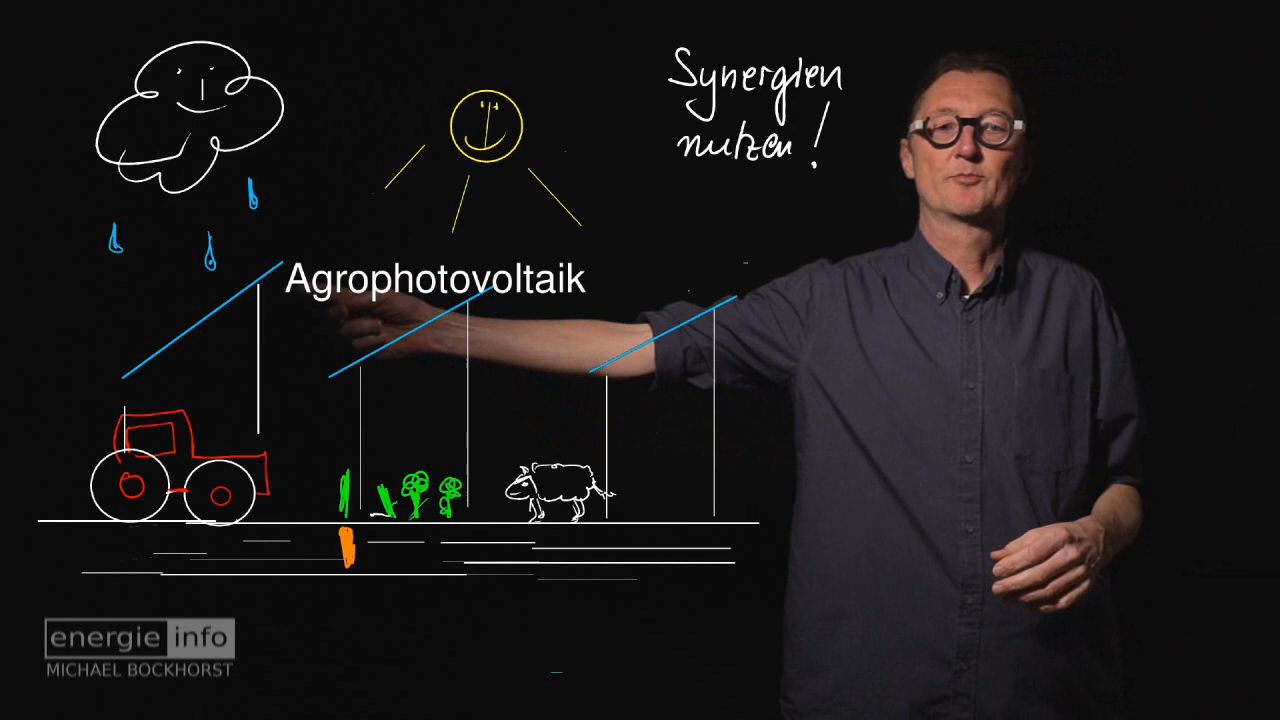 Synergien
nutzen!
Agrophotovoltaik
energie info
MICHAEL BOCKHORST